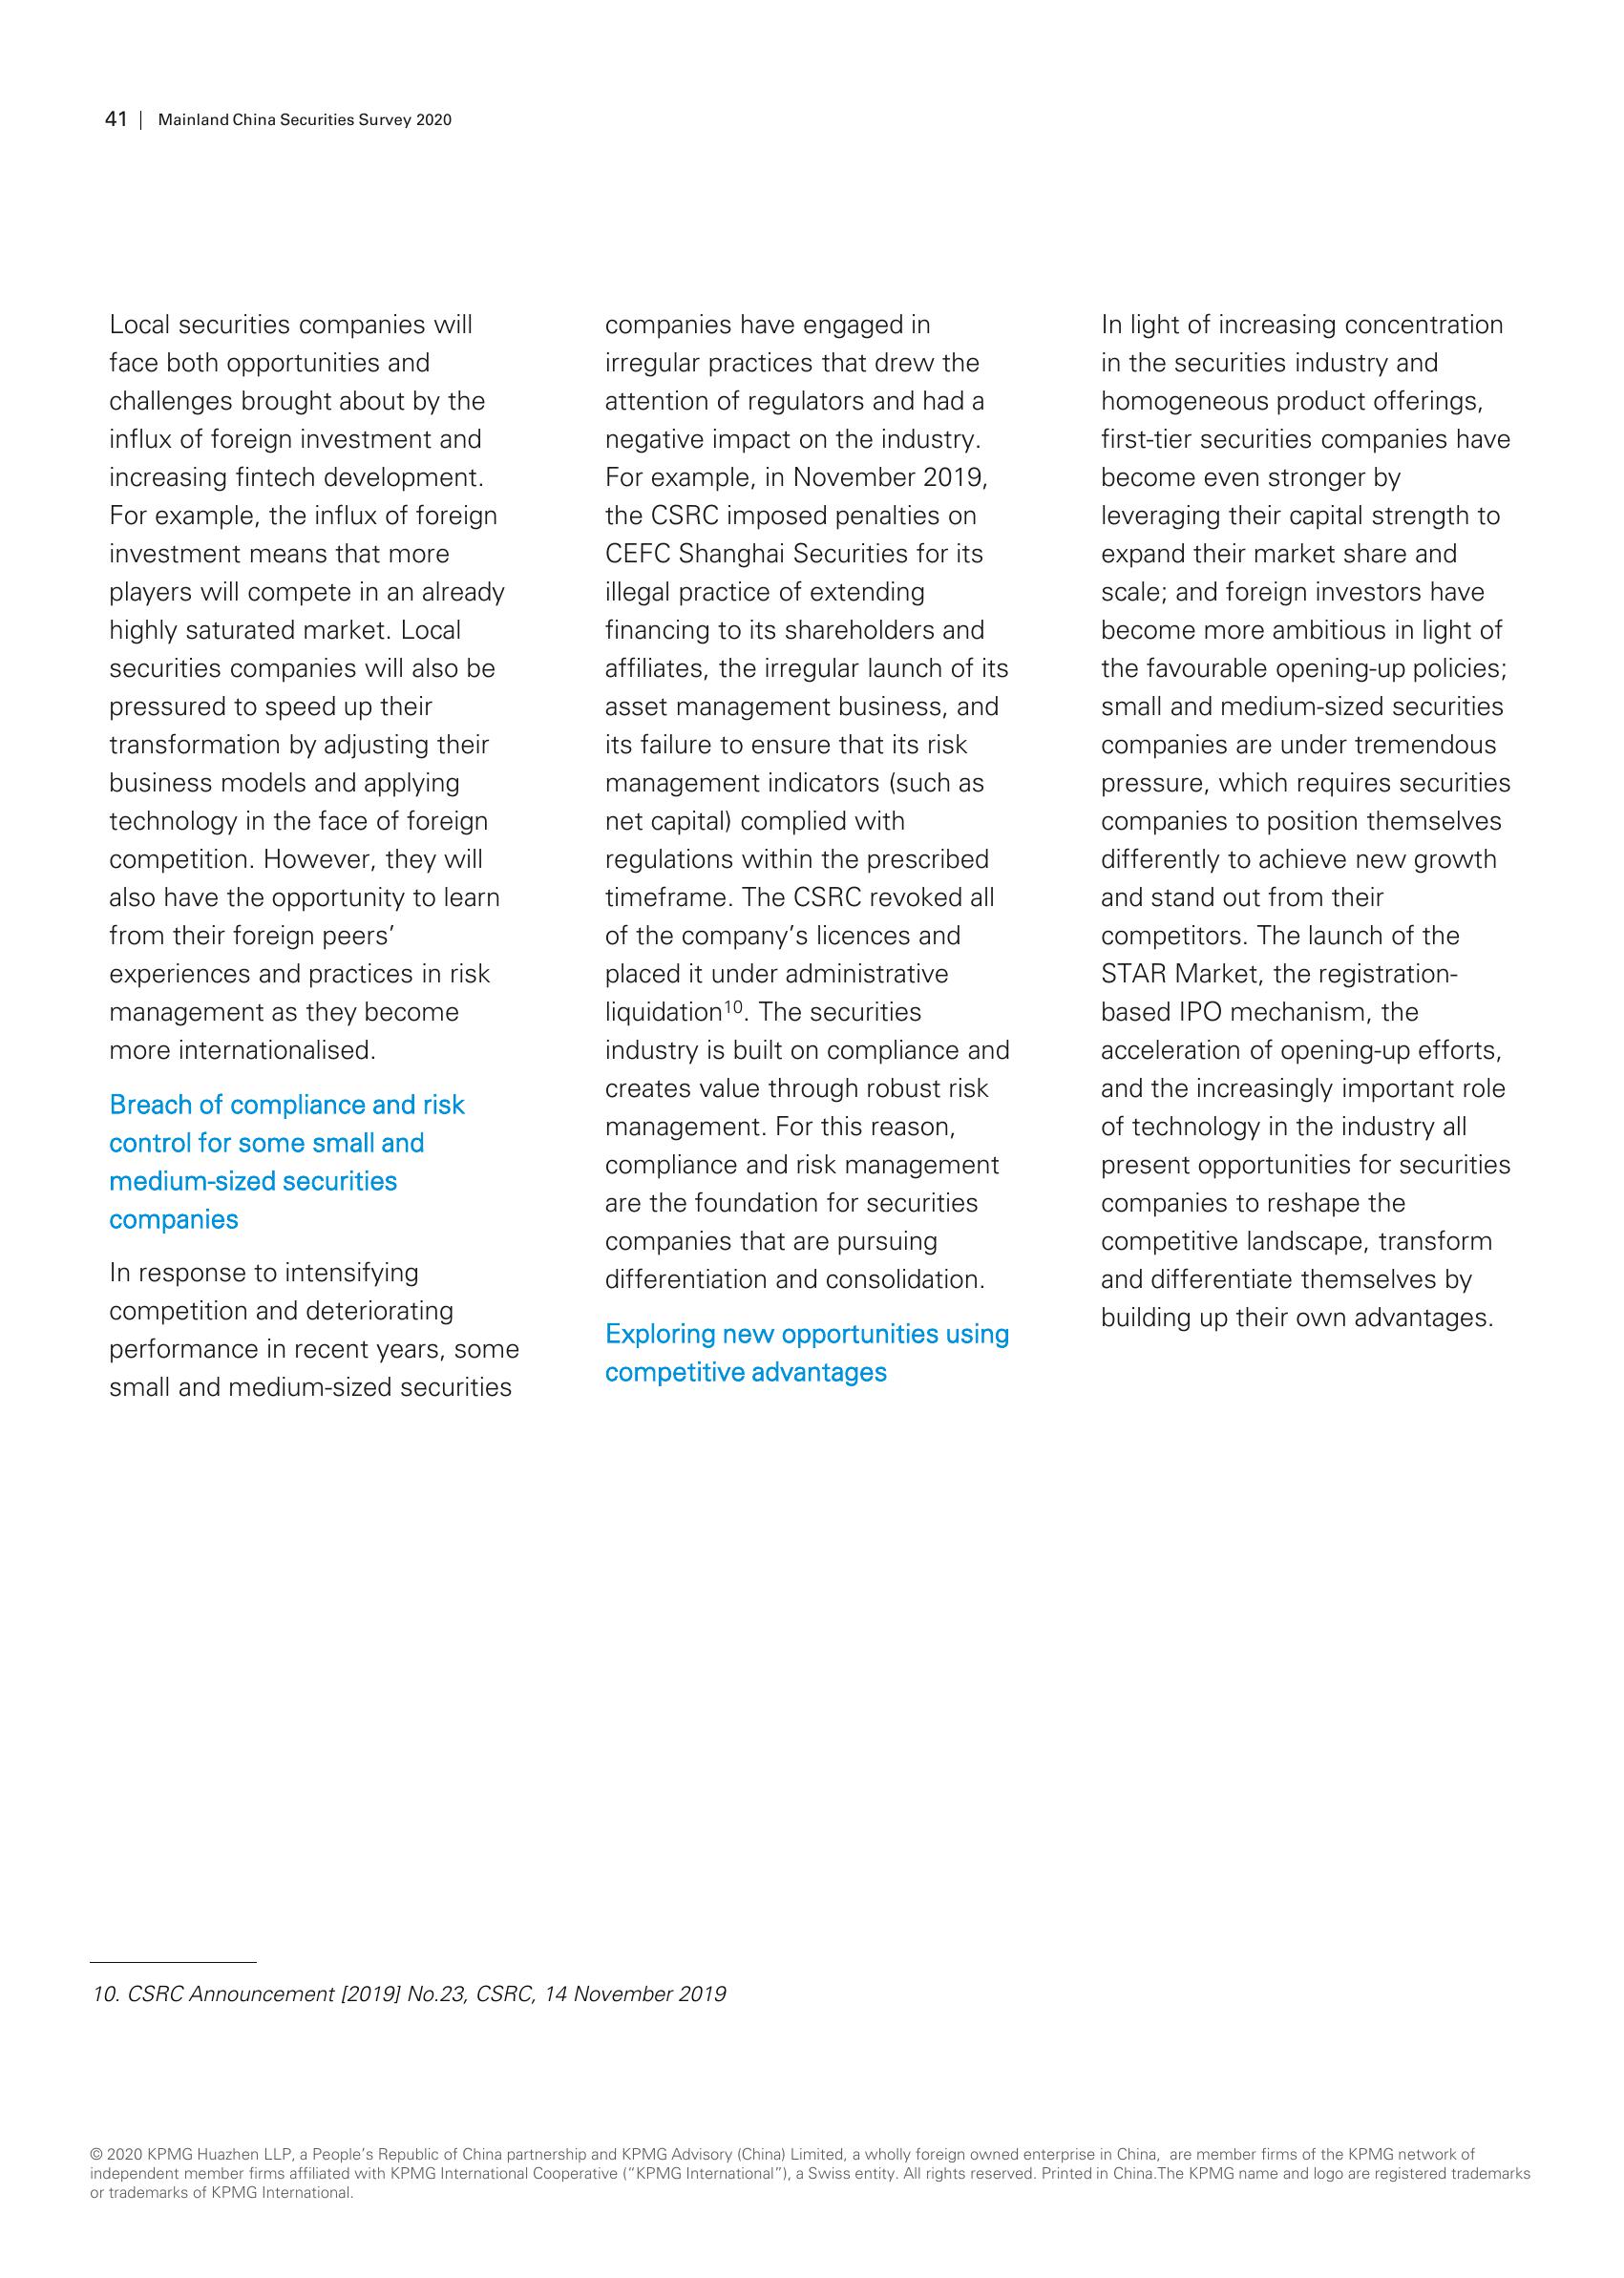 41 | Mainland China Securities Survey 2020
Local securities companies will
face both opportunities and
challenges brought about by the
influx of foreign investment and
increasing fintech development.
For example, the influx of foreign
investment means that more
players will compete in an already
highly saturated market. Local
securities companies will also be
pressured to speed up their
transformation by adjusting their
business models and applying
technology in the face of foreign
competition. However, they will
also have the opportunity to learn
from their foreign peers’
experiences and practices in risk
management as they become
more internationalised.
Breach of compliance and risk
control for some small and
medium-sized securities
companies
In response to intensifying
competition and deteriorating
performance in recent years, some
small and medium-sized securities
companies have engaged in
irregular practices that drew the
attention of regulators and had a
negative impact on the industry.
For example, in November 2019,
the CSRC imposed penalties on
CEFC Shanghai Securities for its
illegal practice of extending
financing to its shareholders and
affiliates, the irregular launch of its
asset management business, and
its failure to ensure that its risk
management indicators (such as
net capital) complied with
regulations within the prescribed
timeframe. The CSRC revoked all
of the company’s licences and
placed it under administrative
liquidation10. The securities
industry is built on compliance and
creates value through robust risk
management. For this reason,
compliance and risk management
are the foundation for securities
companies that are pursuing
differentiation and consolidation.
Exploring new opportunities using
competitive advantages
In light of increasing concentration
in the securities industry and
homogeneous product offerings,
first-tier securities companies have
become even stronger by
leveraging their capital strength to
expand their market share and
scale; and foreign investors have
become more ambitious in light of
the favourable opening-up policies;
small and medium-sized securities
companies are under tremendous
pressure, which requires securities
companies to position themselves
differently to achieve new growth
and stand out from their
competitors. The launch of the
STAR Market, the registration-
based IPO mechanism, the
acceleration of opening-up efforts,
and the increasingly important role
of technology in the industry all
present opportunities for securities
companies to reshape the
competitive landscape, transform
and differentiate themselves by
building up their own advantages.
10. CSRC Announcement [2019] No.23, CSRC, 14 November 2019
© 2020 KPMG Huazhen LLP, a People’s Republic of China partnership and KPMG Advisory (China) Limited, a wholly foreign owned enterprise in China, are member firms of the KPMG network of
independent member firms affiliated with KPMG International Cooperative (“KPMG International”), a Swiss entity. All rights reserved. Printed in China.The KPMG name and logo are registered trademarks
or trademarks of KPMG International.